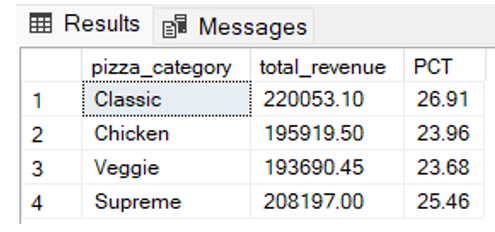 Results Messages
pizza_category total_revenue PCT
1 Classic 220053.10 26.91
2 Chicken 195919.50 23.96
3 Veggie 193690.45 23.68
4 Supreme 208197.00 25.46